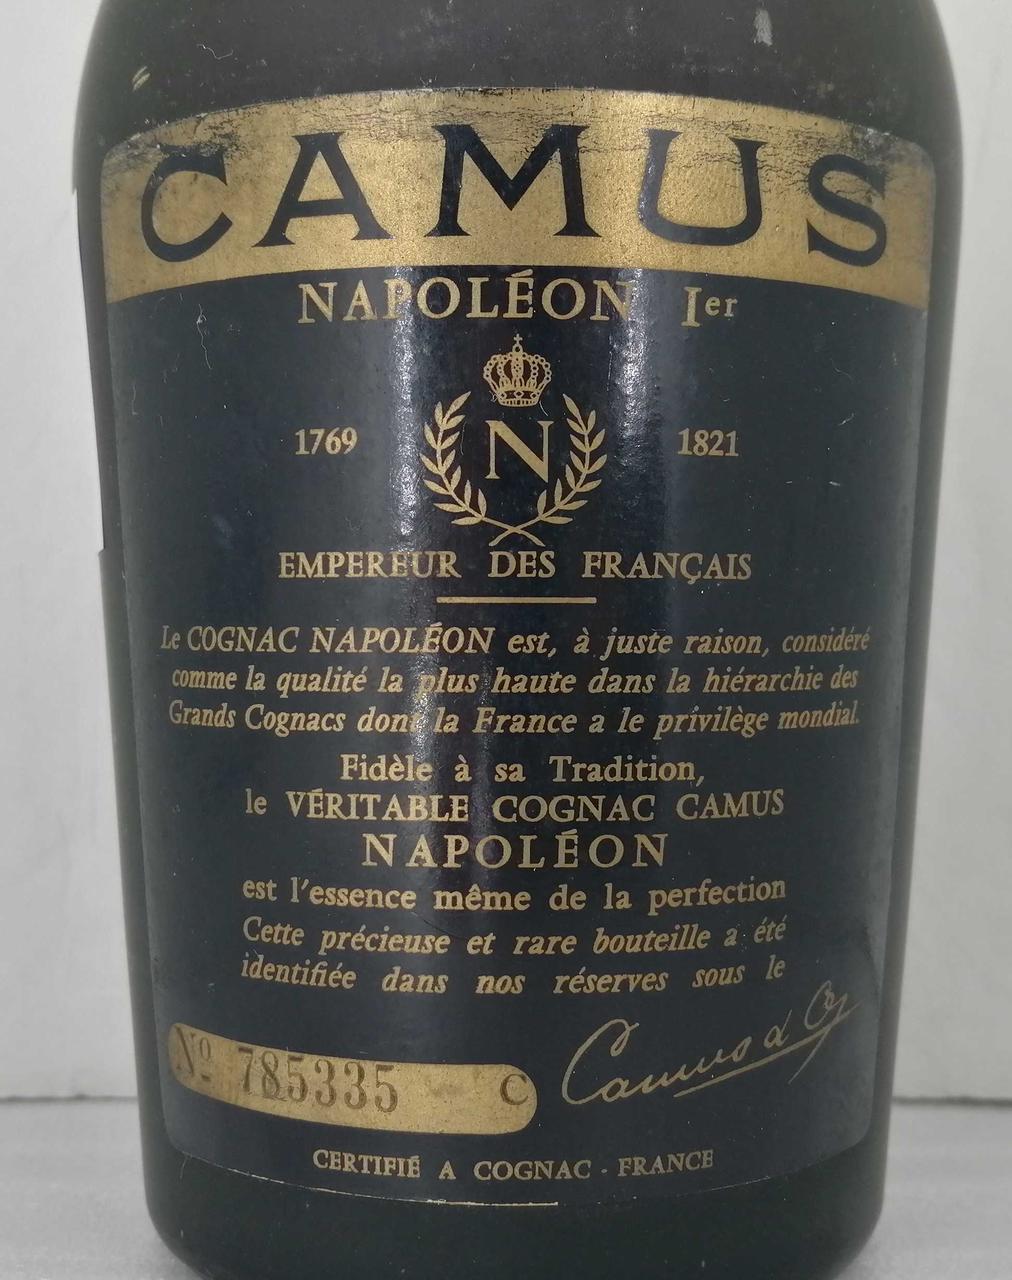 CAMUS
NAPOLÉON Ier
N
1769 1821
EMPEREUR DES FRANÇAIS
Le COGNAC NAPOLÉON est, à juste raison, considéré
comme la qualité la plus haute dans la hiérarchie des
Grands Cognacs dont la France a le privilège mondial.
Fidèle à sa Tradition,
le VÉRITABLE COGNAC CAMUS
NAPOLÉON
est l'essence même de la perfection
Cette précieuse et rare bouteille a été
identifiée dans nos réserves sous le
Nº 785335 C
Camus & Co
CERTIFIÉ A COGNAC - FRANCE